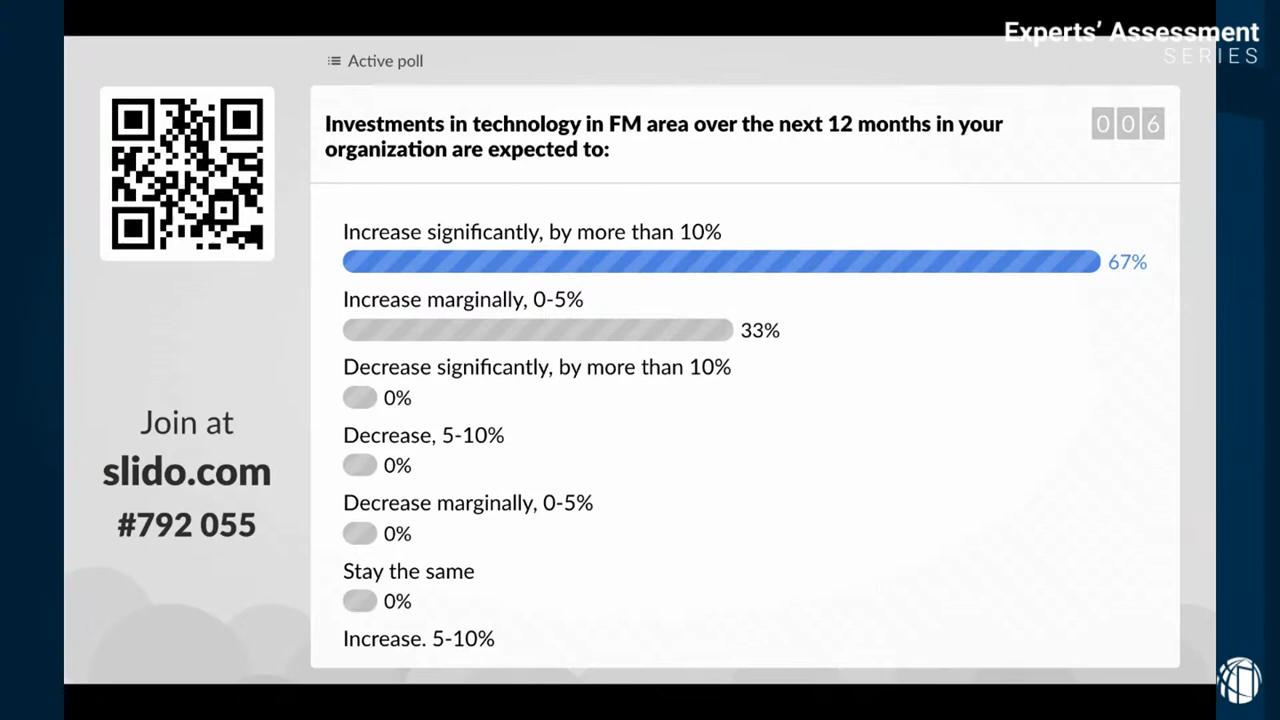 Experts’ Assessment
SERIES
Active poll
Investments in technology in FM area over the next 12 months in your
organization are expected to:
006
Increase significantly, by more than 10%
67%
Increase marginally, 0-5%
33%
Decrease significantly, by more than 10%
0%
Decrease, 5-10%
0%
Decrease marginally, 0-5%
0%
Stay the same
0%
Increase. 5-10%
Join at
slido.com
#792 055